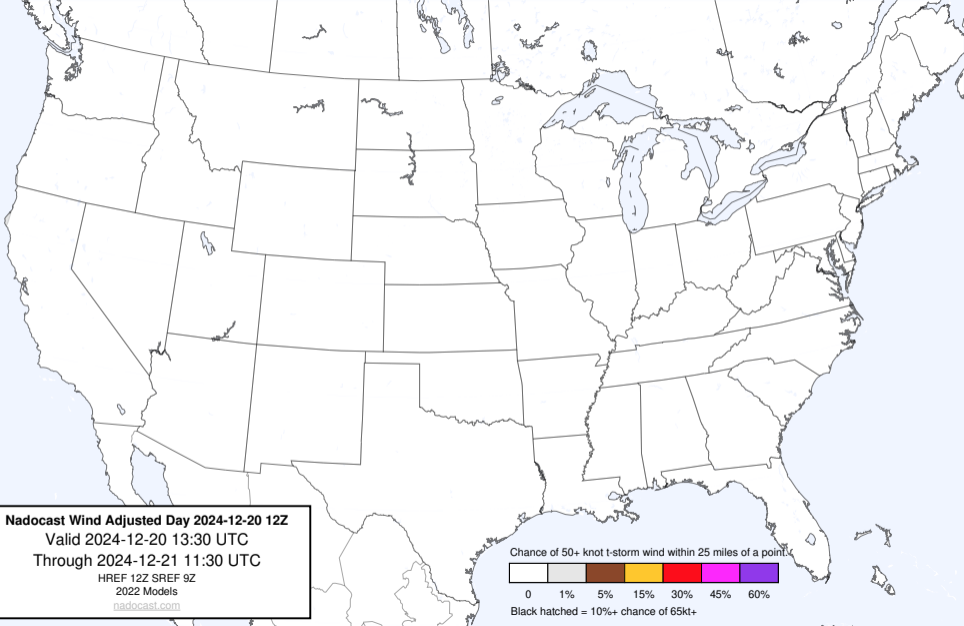 Nadocast Wind Adjusted Day 2024-12-20 12Z
Valid 2024-12-20 13:30 UTC
Through 2024-12-21 11:30 UTC
HREF 12Z SREF 9Z
2022 Models
nadocast.com
Chance of 50+ knot t-storm wind within 25 miles of a point.
0 1% 5% 15% 30% 45% 60%
Black hatched = 10%+ chance of 65kt+